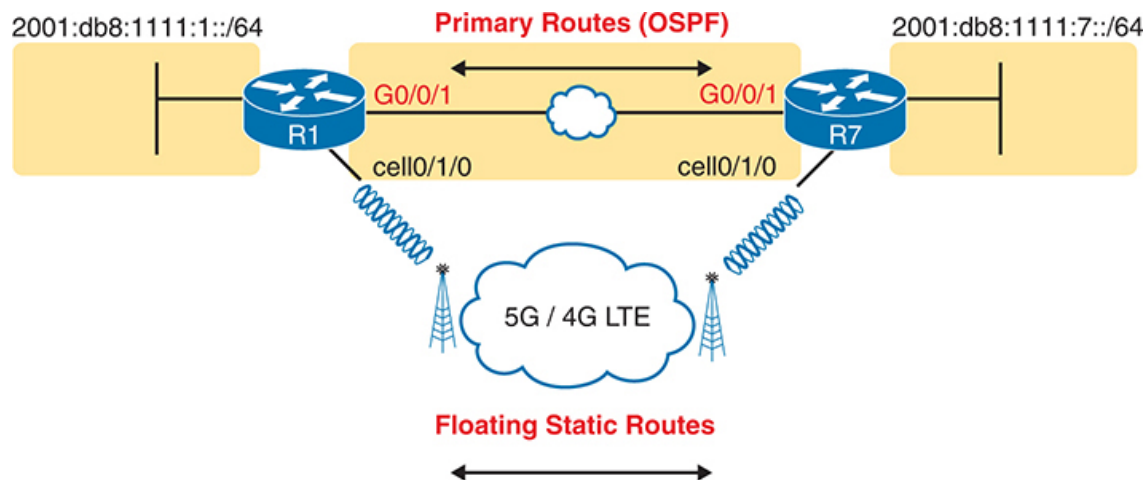 Primary Routes (OSPF)
2001:db8:1111:1::/64
2001:db8:1111:7::/64
G0/0/1
G0/0/1
R1
R7
cell0/1/0
cell0/1/0
5G / 4G LTE
Floating Static Routes